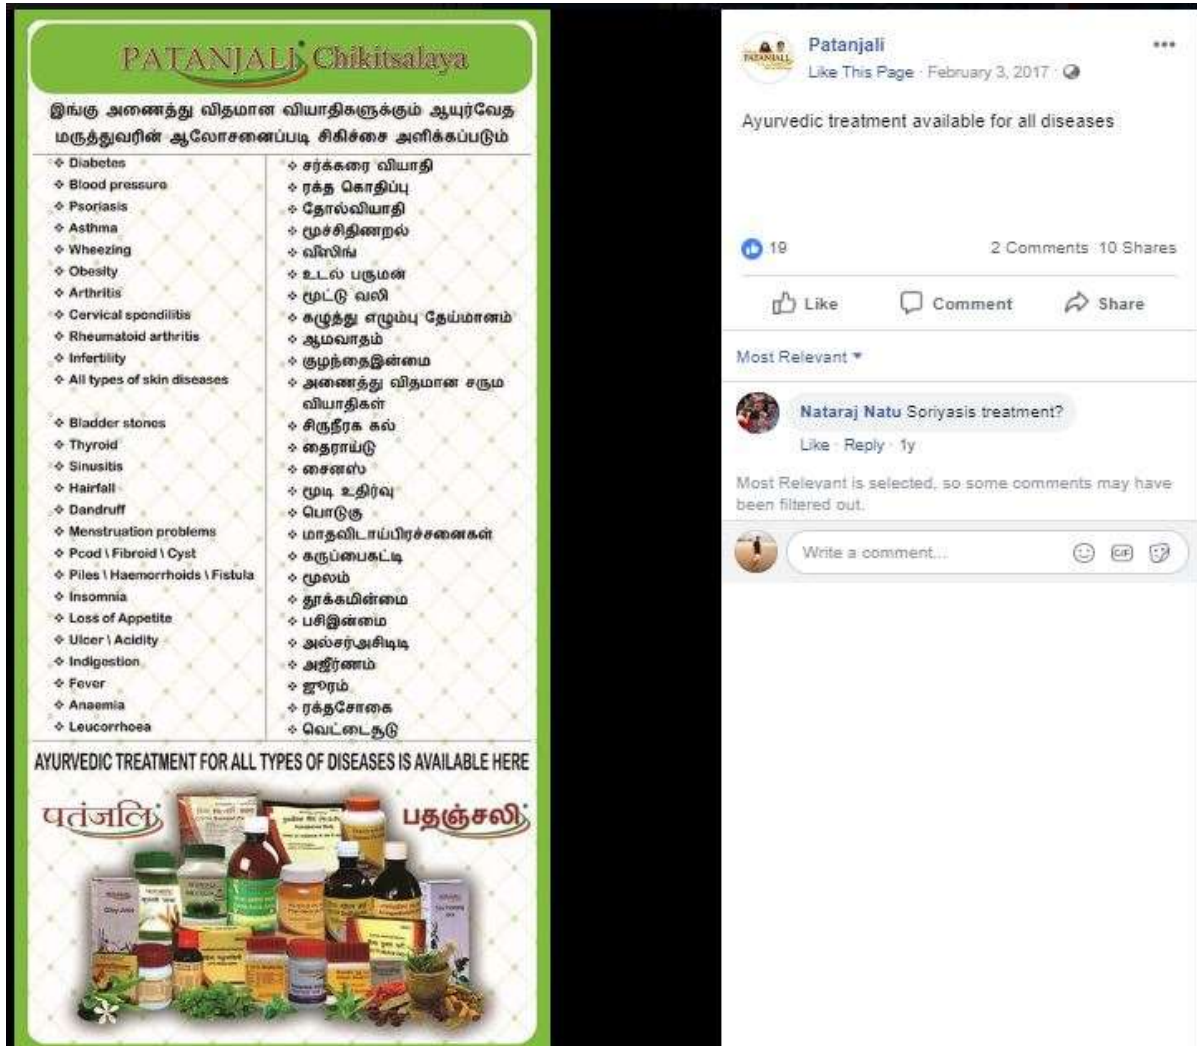 PATANJALI Chikitsalaya
இங்கு அணைத்து விதமான வியாதிகளுக்கும் ஆயுர்வேத
மருத்துவரின் ஆலோசனைப்படி சிகிச்சை அளிக்கப்படும்
❖ Diabetes
❖ Blood pressure
❖ Psoriasis
❖ Asthma
❖ Wheezing
❖ Obesity
❖ Arthritis
❖ Cervical spondilitis
❖ Rheumatoid arthritis
❖ Infertility
❖ All types of skin diseases
❖ Bladder stones
❖ Thyroid
❖ Sinusitis
❖ Hairfall
❖ Dandruff
❖ Menstruation problems
❖ Pcod \ Fibroid \ Cyst
❖ Piles \ Haemorrhoids \ Fistula
❖ Insomnia
❖ Loss of Appetite
❖ Ulcer \ Acidity
❖ Indigestion
❖ Fever
❖ Anaemia
❖ Leucorrhoea
❖ சர்க்கரை வியாதி
❖ ரக்த கொதிப்பு
❖ தோல்வியாதி
❖ மூச்சிதிணறல்
❖ வீஸிங்
❖ உடல் பருமன்
❖ மூட்டு வலி
❖ கழுத்து எழும்பு தேய்மானம்
❖ ஆமவாதம்
❖ குழந்தைஇன்மை
❖ அணைத்து விதமான சரும
வியாதிகள்
❖ சிருநீரக கல்
❖ தைராய்டு
❖ சைனஸ்
❖ மூடி உதிர்வு
❖ பொடுகு
❖ மாதவிடாய்பிரச்சனைகள்
❖ கருப்பைகட்டி
❖ மூலம்
❖ தூக்கமின்மை
❖ பசிஇன்மை
❖ அல்சர்\அசிடிடி
❖ அஜீர்ணம்
❖ ஜூரம்
❖ ரக்தசோகை
❖ வெட்டைசூடு
AYURVEDIC TREATMENT FOR ALL TYPES OF DISEASES IS AVAILABLE HERE
पतंजलि
பதஞ்சலி
Patanjali
Like This Page · February 3, 2017 ·
Ayurvedic treatment available for all diseases
19
2 Comments 10 Shares
Like
Comment
Share
Most Relevant
Nataraj Natu Soriyasis treatment?
Like · Reply · 1y
Most Relevant is selected, so some comments may have
been filtered out.
Write a comment...
GIF